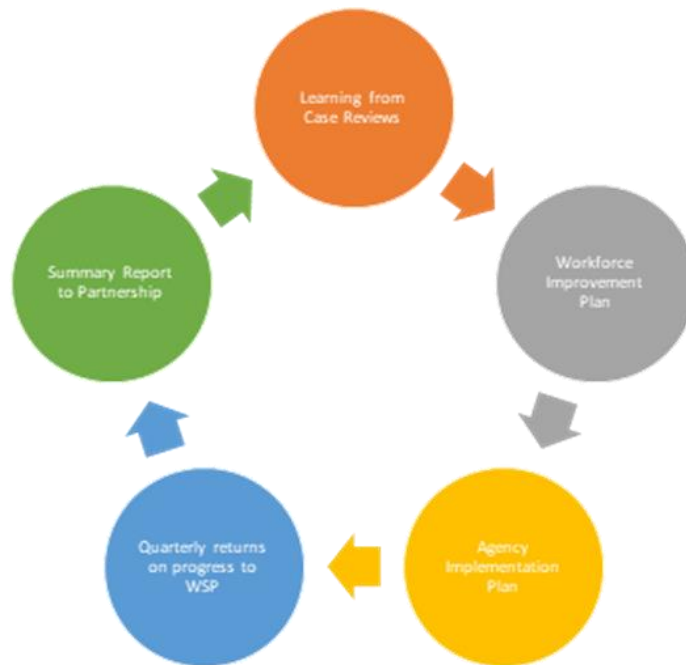 Learning from
Case Reviews
Workforce
Improvement
Plan
Agency
Implementation
Plan
Quarterly returns
on progress to
WSP
Summary Report
to Partnership